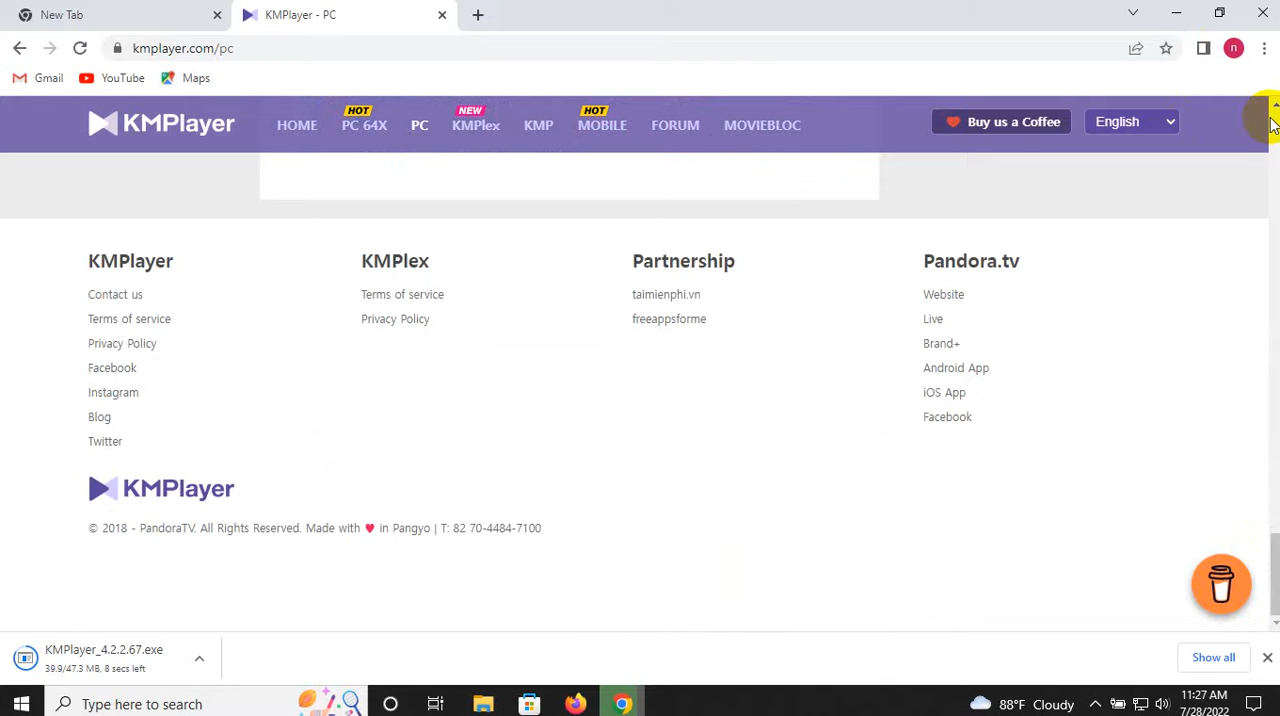 New Tab
KMPlayer - PC
kmplayer.com/pc
n
Gmail
YouTube
Maps
KMPlayer
HOME
HOT
PC 64X
PC
NEW
KMPlex
KMP
HOT
MOBILE
FORUM
MOVIEBLOC
Buy us a Coffee
English
KMPlayer
Contact us
Terms of service
Privacy Policy
Facebook
Instagram
Blog
Twitter
KMPlex
Terms of service
Privacy Policy
Partnership
taimienphi.vn
freeappsforme
Pandora.tv
Website
Live
Brand+
Android App
iOS App
Facebook
KMPlayer
© 2018 - PandoraTV. All Rights Reserved. Made with ♥ in Pangyo | T: 82 70-4484-7100
KMPlayer_4.2.2.67.exe
39.9/47.3 MB, 8 secs left
Show all
Type here to search
88°F Cloudy
11:27 AM
7/28/2022